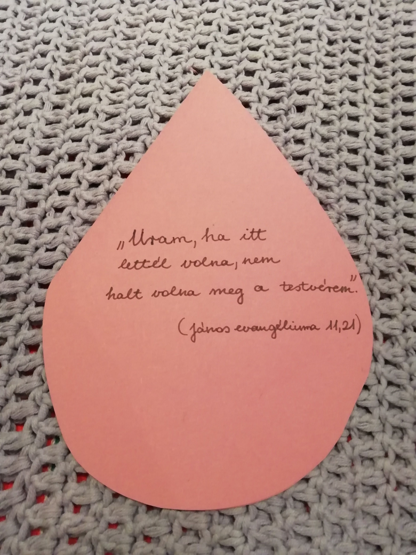 „Uram, ha itt
lettél volna, nem
halt volna meg a testvérem."
(János evangéliuma 11,21)